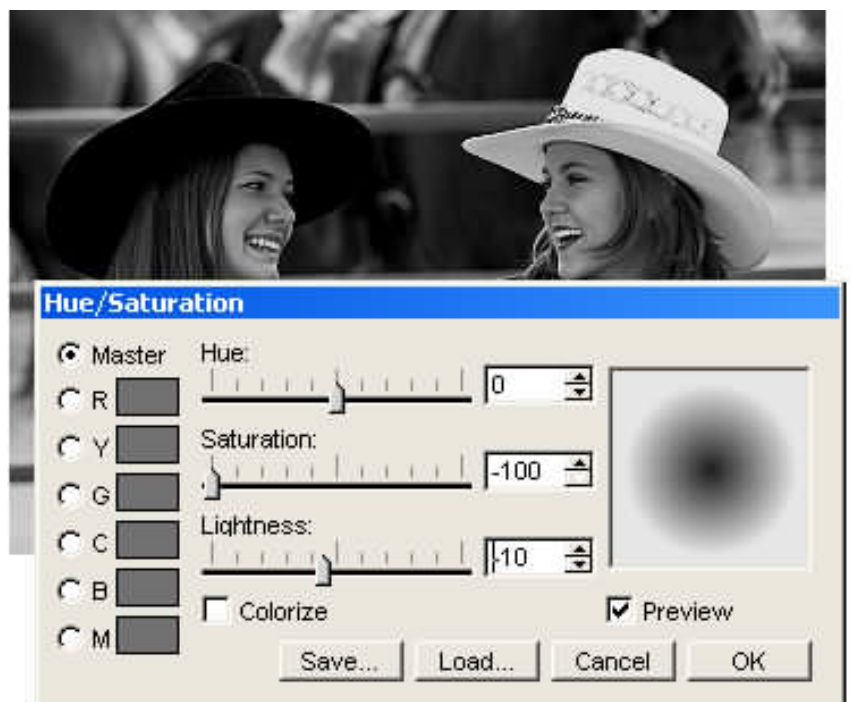 Hue/Saturation
Master
Hue:
0
R
Y
Saturation:
-100
G
C
Lightness:
-10
B
Colorize
Preview
M
Save...
Load...
Cancel
OK